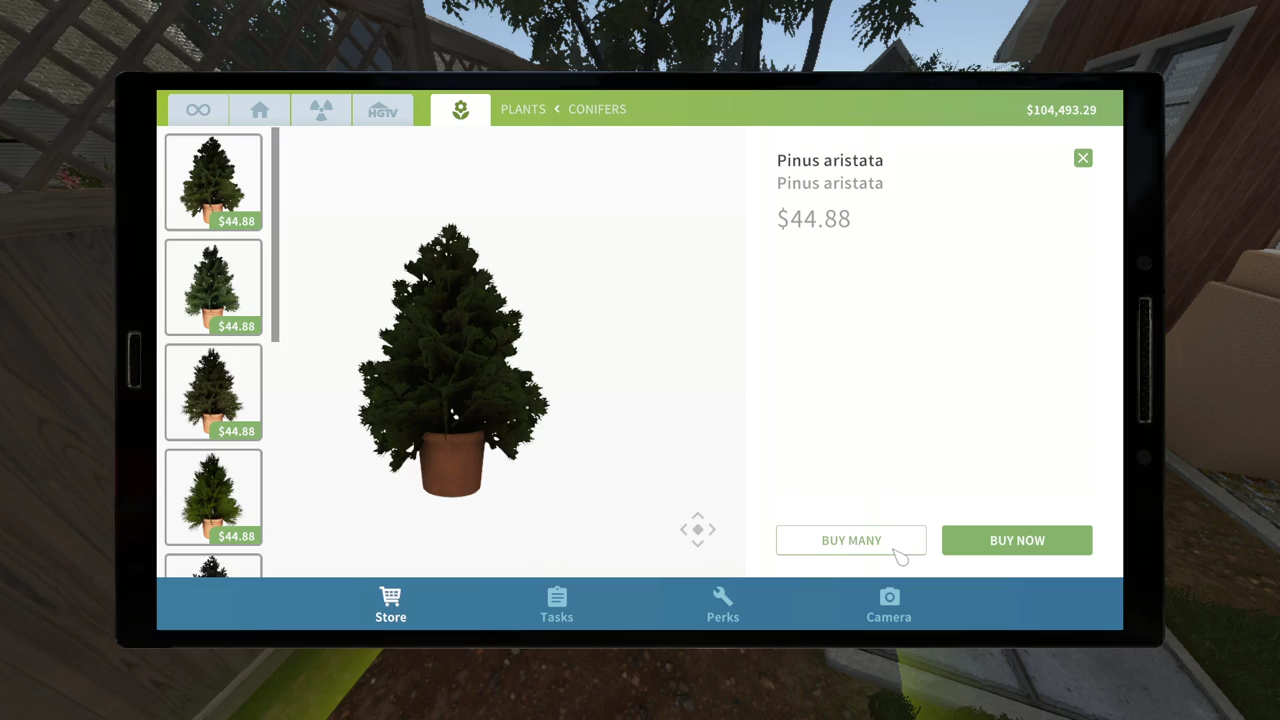 HGTV
PLANTS < CONIFERS
$104,493.29
$44.88
$44.88
$44.88
$44.88
Pinus aristata
Pinus aristata
$44.88
BUY MANY
BUY NOW
Store
Tasks
Perks
Camera